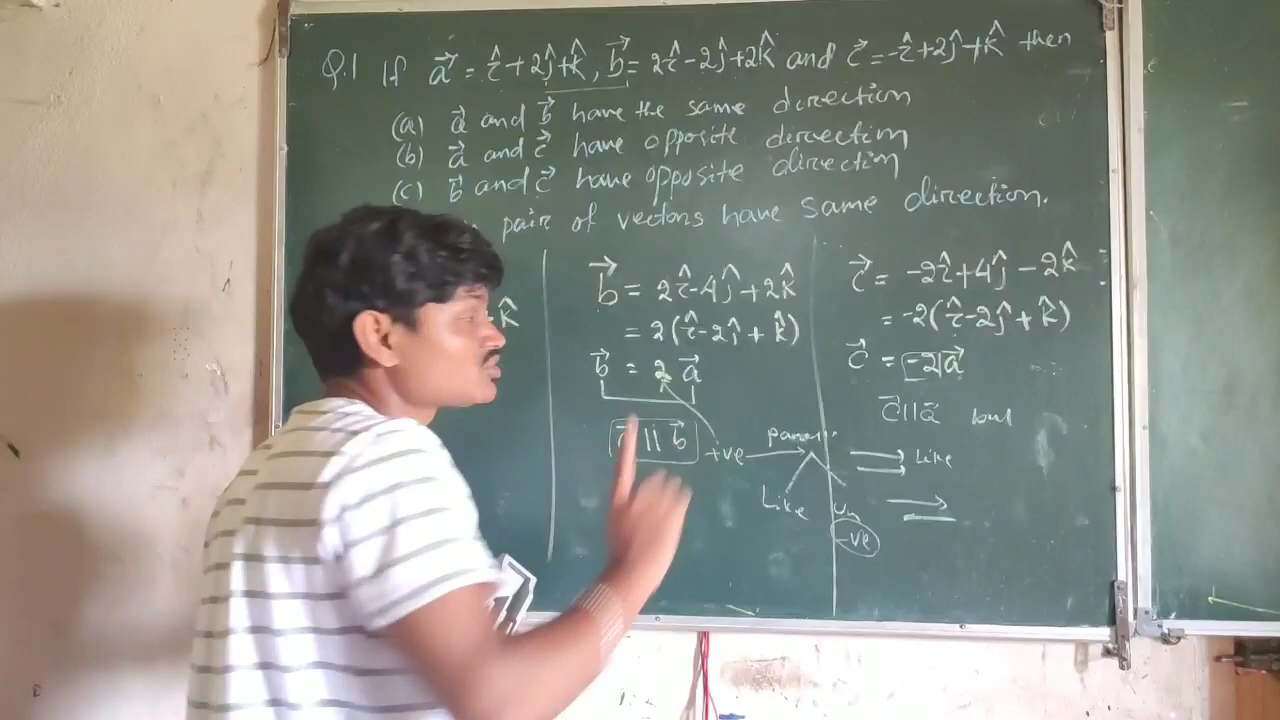 Q.1 If a⃗ = î+2ĵ+k̂, b⃗ = 2î-2ĵ+2k̂ and c⃗ = -î+2ĵ+k̂ then
(a) a⃗ and b⃗ have the same direction
(b) a⃗ and c⃗ have opposite direction
(c) b⃗ and c⃗ have opposite direction
pair of vectors have same direction.
k̂
b⃗ = 2î-4ĵ+2k̂
= 2(î-2ĵ+k̂)
b⃗ = 2 a⃗
|| b⃗
+ve
Like
c⃗ = -2î+4ĵ-2k̂
= -2(î-2ĵ+k̂)
c⃗ = -2a⃗
c⃗||a⃗ but
Like
Un
-ve